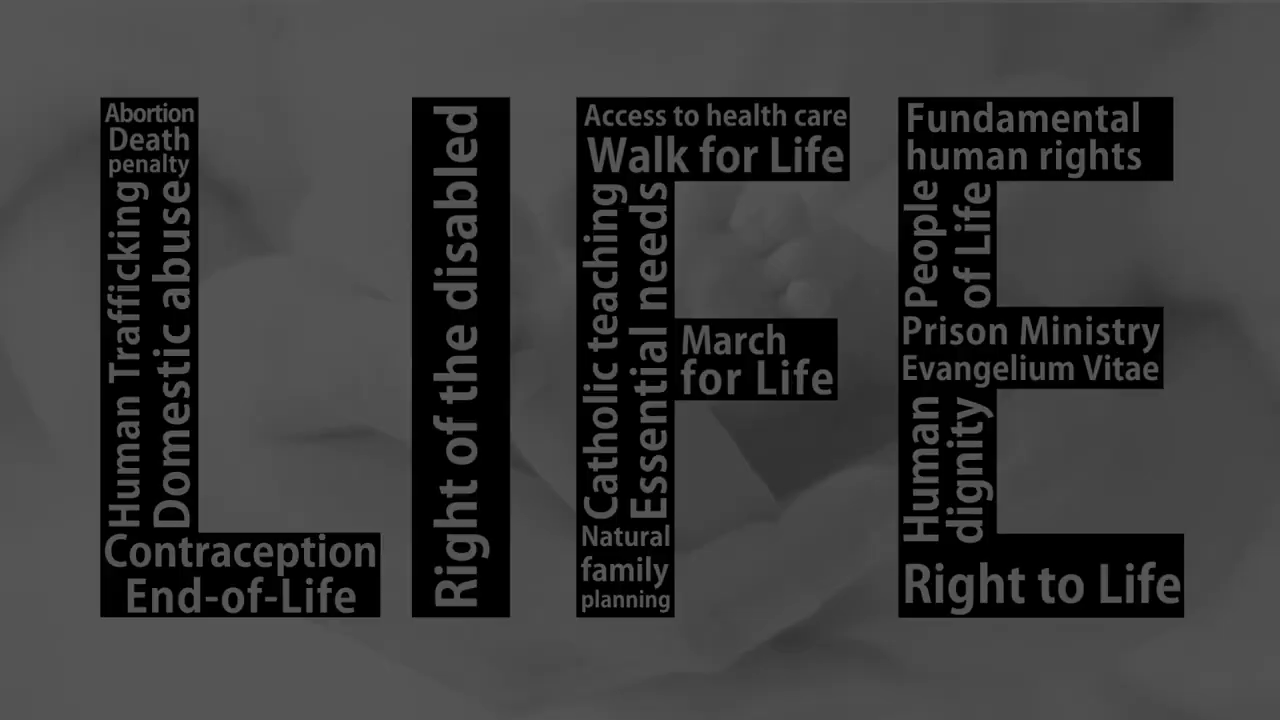 Abortion
Death
penalty
Human Trafficking
Domestic abuse
Contraception
End-of-Life
Right of the disabled
Access to health care
Walk for Life
Catholic teaching
Essential needs
March
for Life
Natural
family
planning
Fundamental
human rights
People
of Life
Prison Ministry
Evangelium Vitae
Human
dignity
Right to Life